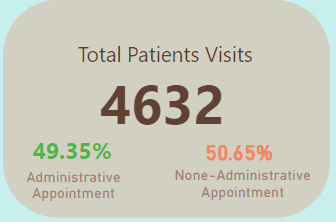 Total Patients Visits
4632
49.35%
Administrative
Appointment
50.65%
None-Administrative
Appointment